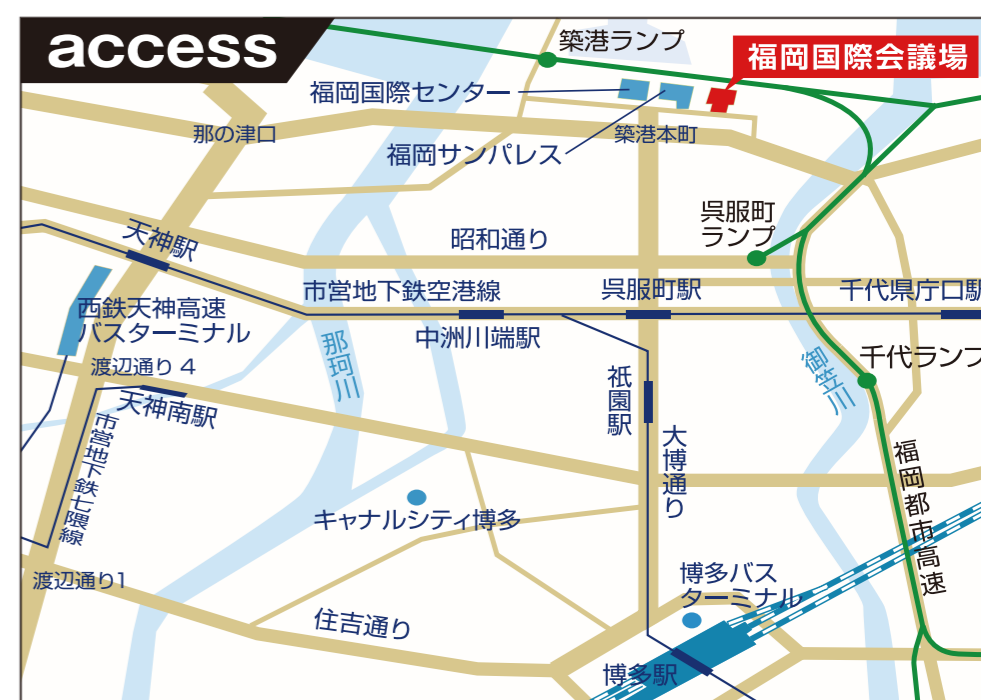 access
築港ランプ
福岡国際会議場
福岡国際センター
那の津口
築港本町
福岡サンパレス
呉服町
ランプ
天神駅
昭和通り
市営地下鉄空港線
呉服町駅
千代県庁口駅
西鉄天神高速
バスターミナル
中洲川端駅
那珂川
御笠川
千代ランプ
渡辺通り4
天神南駅
祇園駅
市営地下鉄七隈線
大博通り
福岡都市高速
キャナルシティ博多
渡辺通り1
博多バス
ターミナル
住吉通り
博多駅